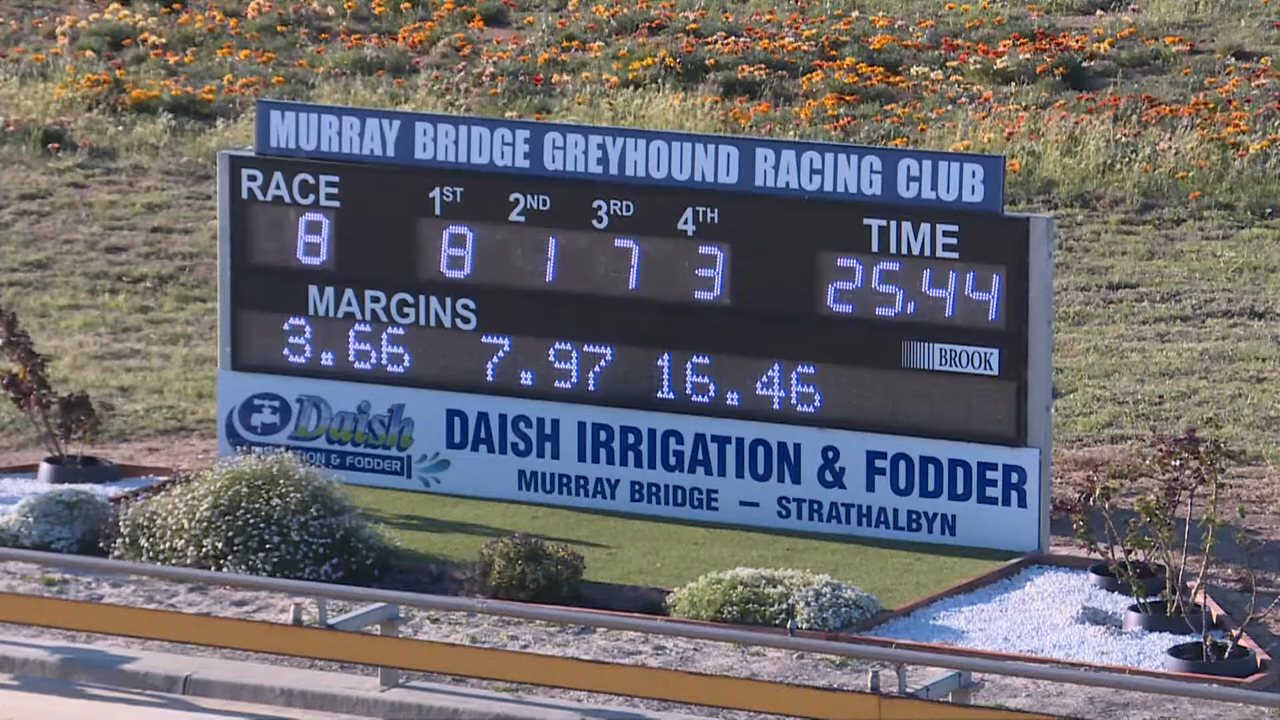 MURRAY BRIDGE GREYHOUND RACING CLUB
RACE 1ST 2ND 3RD 4TH TIME
8 8 1 7 3 25.44
MARGINS
3.66 7.97 16.46
BROOK
Daish
& FODDER
DAISH IRRIGATION & FODDER
MURRAY BRIDGE – STRATHALBYN